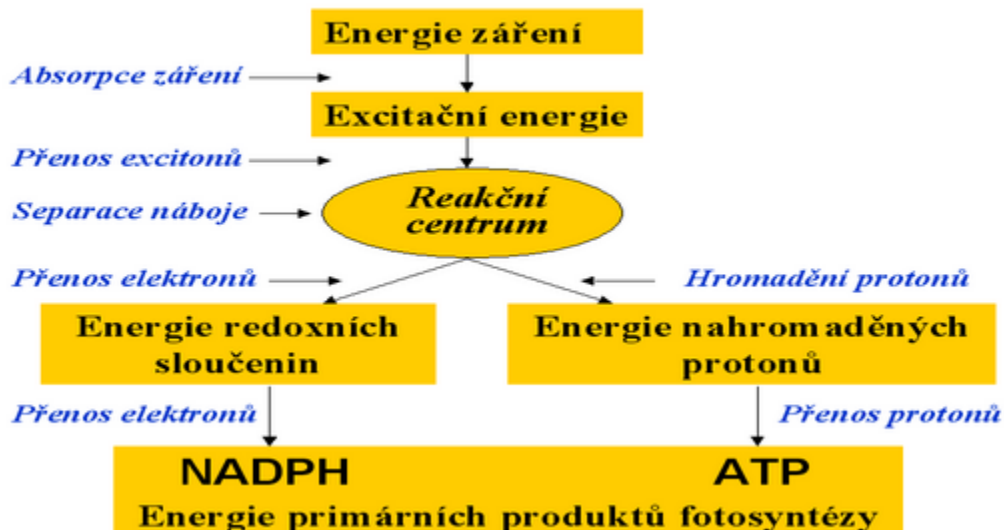 Energie záření
Absorpce záření
Excitační energie
Přenos excitonů
Reakční
centrum
Separace náboje
Přenos elektronů
Hromadění protonů
Energie redoxních
sloučenin
Energie nahromaděných
protonů
Přenos elektronů
Přenos protonů
NADPH
ATP
Energie primárních produktů fotosyntézy